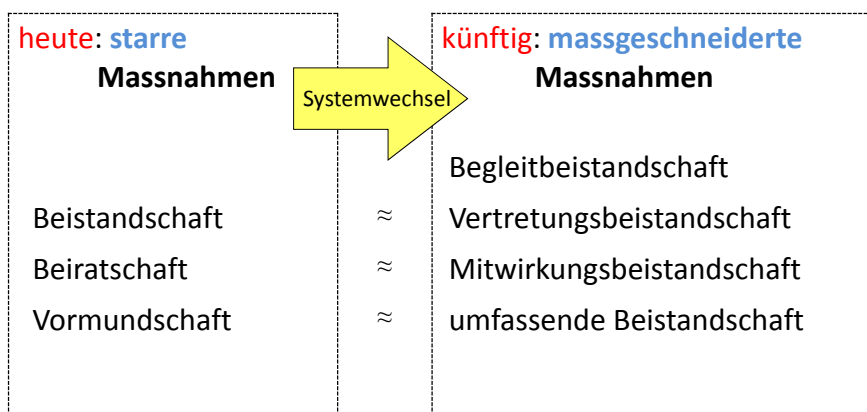 heute: starre
Massnahmen
Systemwechsel
künftig: massgeschneiderte
Massnahmen
Begleitbeistandschaft
Beistandschaft ≈ Vertretungsbeistandschaft
Beiratschaft ≈ Mitwirkungsbeistandschaft
Vormundschaft ≈ umfassende Beistandschaft